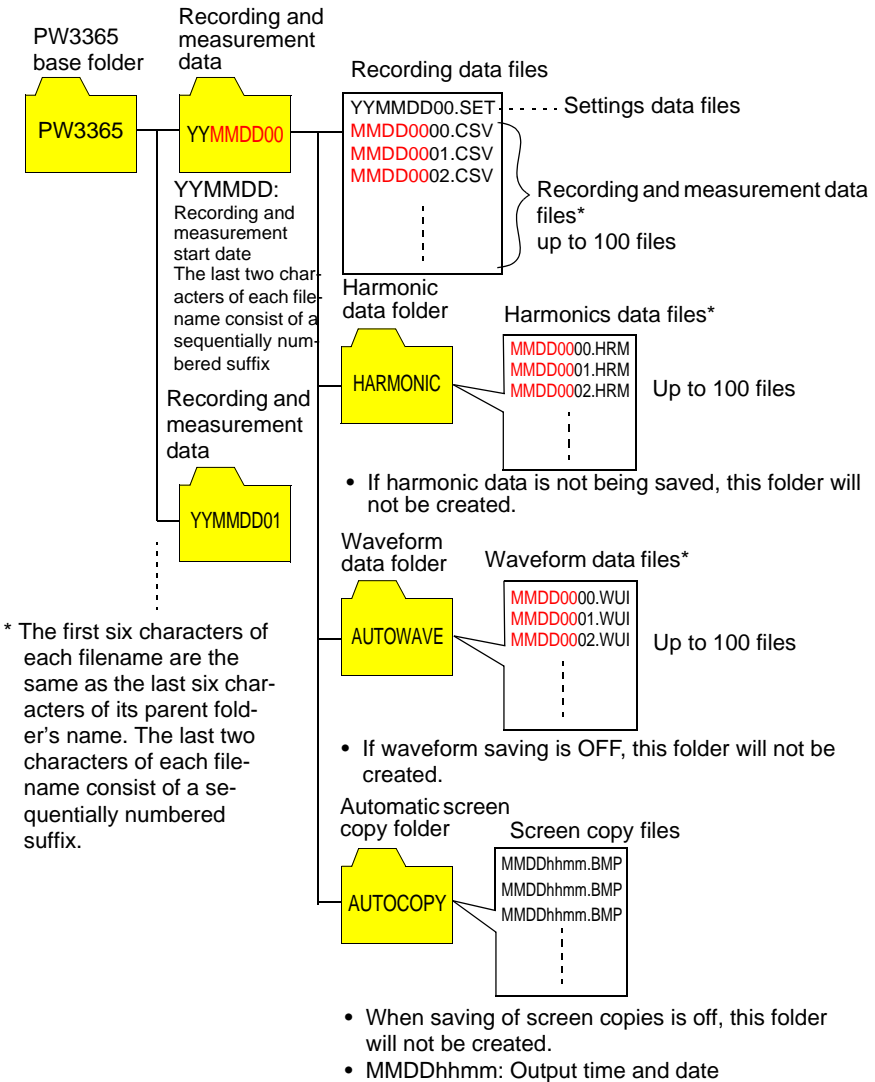 PW3365
base folder
PW3365
Recording and
measurement
data
YYMMDD00
YYMMDD:
Recording and
measurement
start date
The last two char-
acters of each file-
name consist of a
sequentially num-
bered suffix
Recording and
measurement
data
YYMMDD01
* The first six characters of
each filename are the
same as the last six char-
acters of its parent fold-
er's name. The last two
characters of each file-
name consist of a se-
quentially numbered
suffix.
Recording data files
YYMMDD00.SET
Settings data files
MMDD0000.CSV
MMDD0001.CSV
MMDD0002.CSV
Recording and measurement data
files*
up to 100 files
Harmonic
data folder
HARMONIC
Harmonics data files*
MMDD0000.HRM
MMDD0001.HRM
MMDD0002.HRM
Up to 100 files
• If harmonic data is not being saved, this folder will
not be created.
Waveform
data folder
AUTOWAVE
Waveform data files*
MMDD0000.WUI
MMDD0001.WUI
MMDD0002.WUI
Up to 100 files
• If waveform saving is OFF, this folder will not be
created.
Automatic screen
copy folder
AUTOCOPY
Screen copy files
MMDDhhmm.BMP
MMDDhhmm.BMP
MMDDhhmm.BMP
• When saving of screen copies is off, this folder
will not be created.
• MMDDhhmm: Output time and date